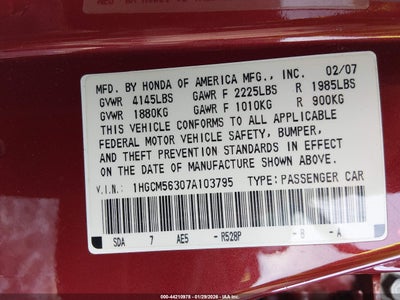 MFD. BY HONDA OF AMERICA MFG., INC. 02/07
GVWR 4145LBS GAWR F 2225LBS R 1985LBS
GVWR 1880KG GAWR F 1010KG R 900KG
THIS VEHICLE CONFORMS TO ALL APPLICABLE
FEDERAL MOTOR VEHICLE SAFETY, BUMPER,
AND THEFT PREVENTION STANDARDS IN EFFECT
ON THE DATE OF MANUFACTURE SHOWN ABOVE.
V.I.N.: 1HGCM56307A103795 TYPE: PASSENGER CAR
SDA 7 AE5 - R528P - B - A
000-44210978 - 01/29/2026 - IAAI.COM